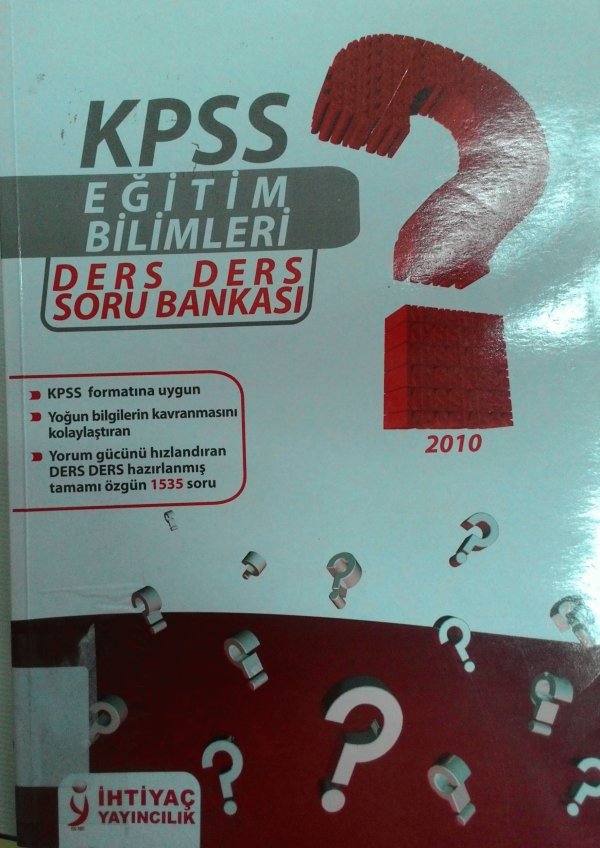 KPSS
EĞİTİM
BİLİMLERİ
DERS DERS
SORU BANKASI
KPSS formatına uygun
Yoğun bilgilerin kavranmasını
kolaylaştıran
Yorum gücünü hızlandıran
DERS DERS hazırlanmış
tamamı özgün 1535 soru
2010
İHTİYAÇ
YAYINCILIK